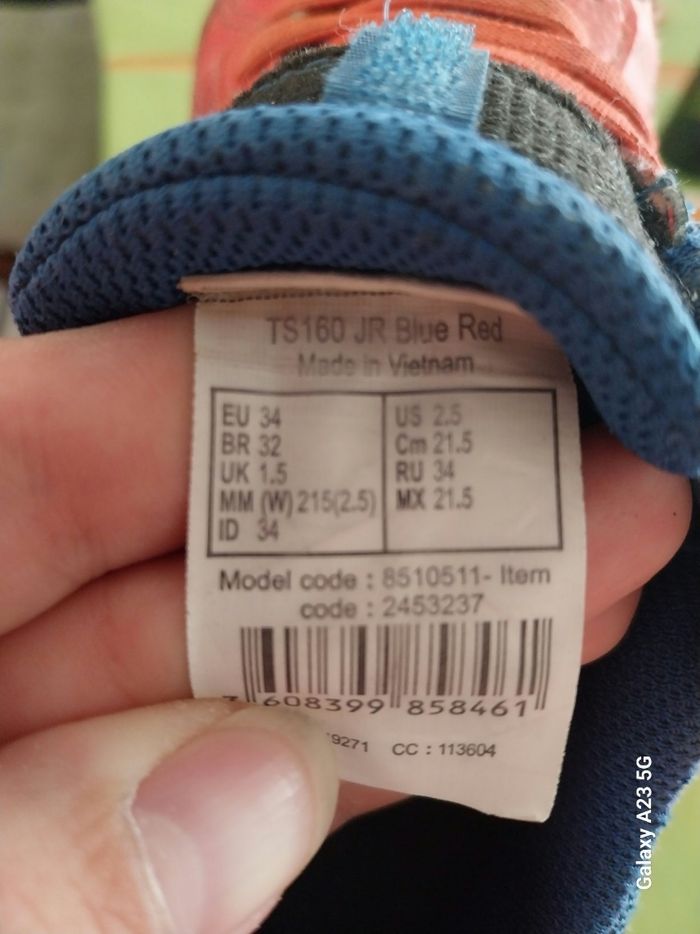 TS160 JR Blue Red
Made in Vietnam
EU 34
BR 32
UK 1.5
MM (W) 215(2.5)
ID 34
US 2.5
Cm 21.5
RU 34
MX 21.5
Model code : 8510511- Item
code : 2453237
3 608399 858461
9271 CC : 113604
Galaxy A23 5G